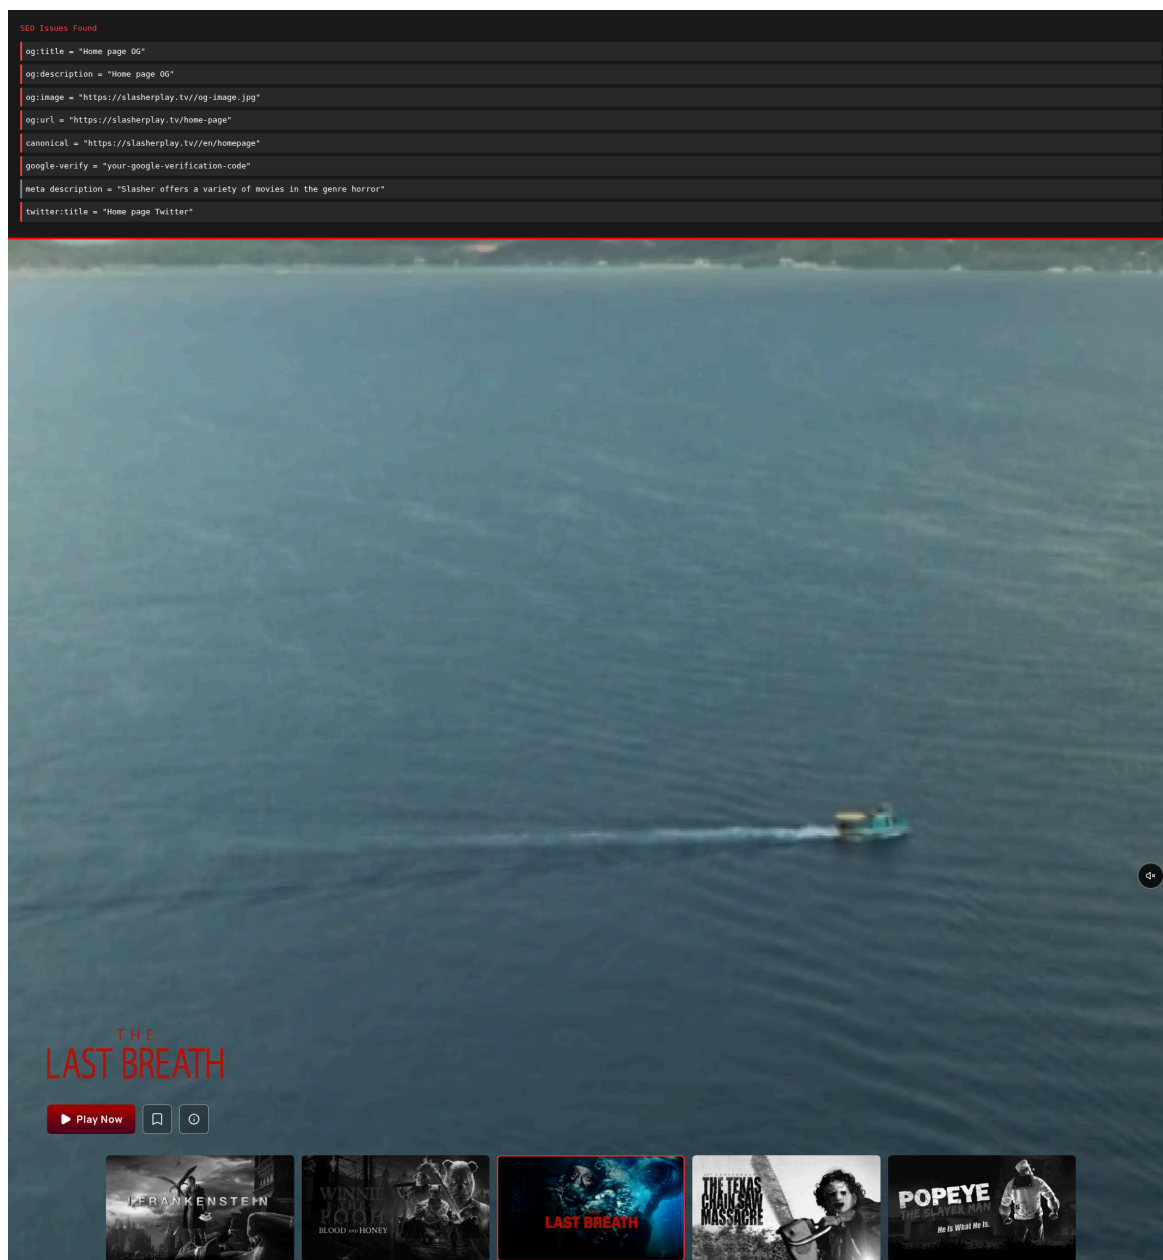 SEO Issues Found
og:title = "Home page OG"
og:description = "Home page OG"
og:image = "https://slasherplay.tv//og-image.jpg"
og:url = "https://slasherplay.tv/home-page"
canonical = "https://slasherplay.tv//en/homepage"
google-verify = "your-google-verification-code"
meta description = "Slasher offers a variety of movies in the genre horror"
twitter:title = "Home page Twitter"
THE
LAST BREATH
Play Now
I FRANKENSTEIN
WINNIE
THE
POOH
BLOOD AND HONEY
LAST BREATH
THE TEXAS
CHAIN SAW
MASSACRE
POPEYE
THE SLAYER MAN
He Is What He Is.